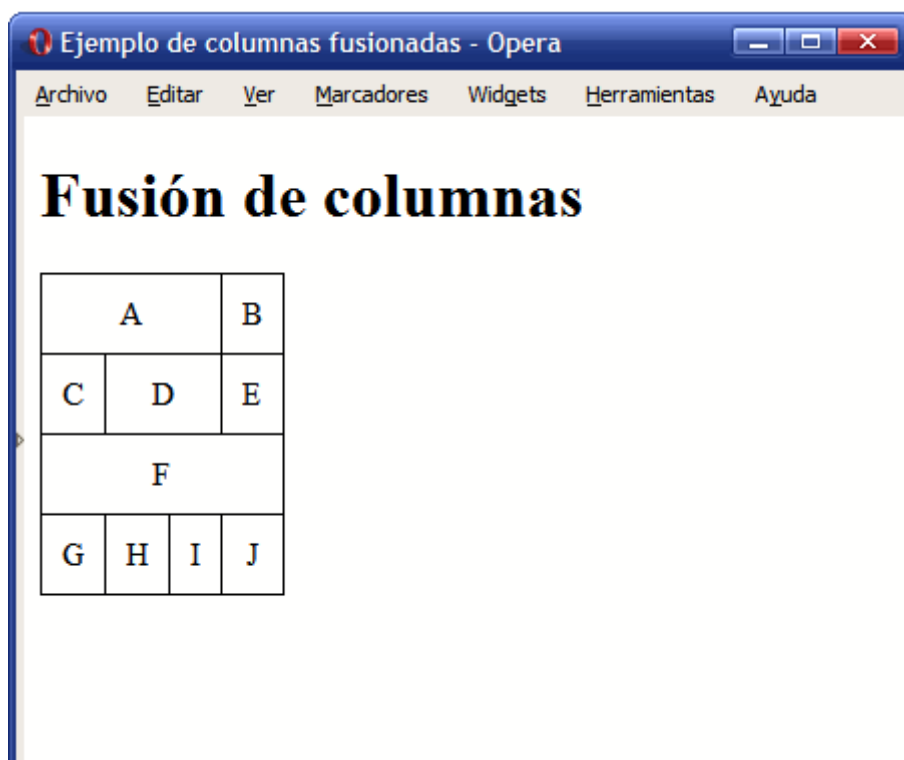 Ejemplo de columnas fusionadas - Opera
Archivo Editar Ver Marcadores Widgets Herramientas Ayuda
Fusión de columnas
A B
C D E
F
G H I J